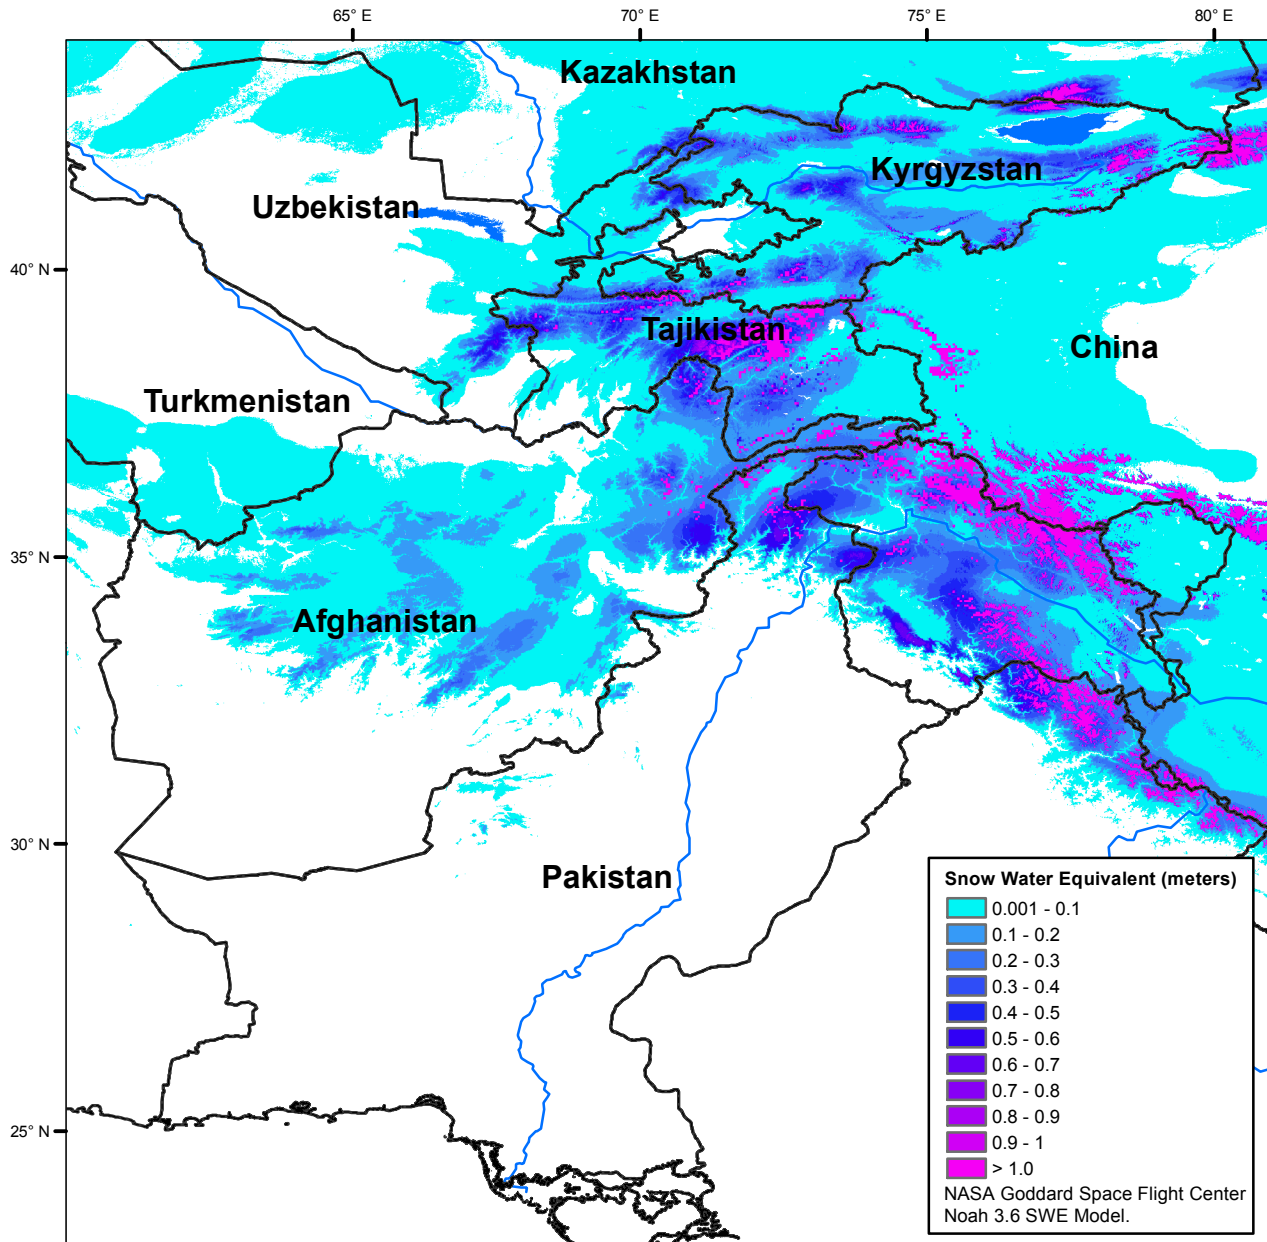 65° E
70° E
75° E
80° E
Kazakhstan
Kyrgyzstan
Uzbekistan
40° N
Tajikistan
China
Turkmenistan
35° N
Afghanistan
30° N
Pakistan
25° N
Snow Water Equivalent (meters)
0.001 - 0.1
0.1 - 0.2
0.2 - 0.3
0.3 - 0.4
0.4 - 0.5
0.5 - 0.6
0.6 - 0.7
0.7 - 0.8
0.8 - 0.9
0.9 - 1
> 1.0
NASA Goddard Space Flight Center
Noah 3.6 SWE Model.